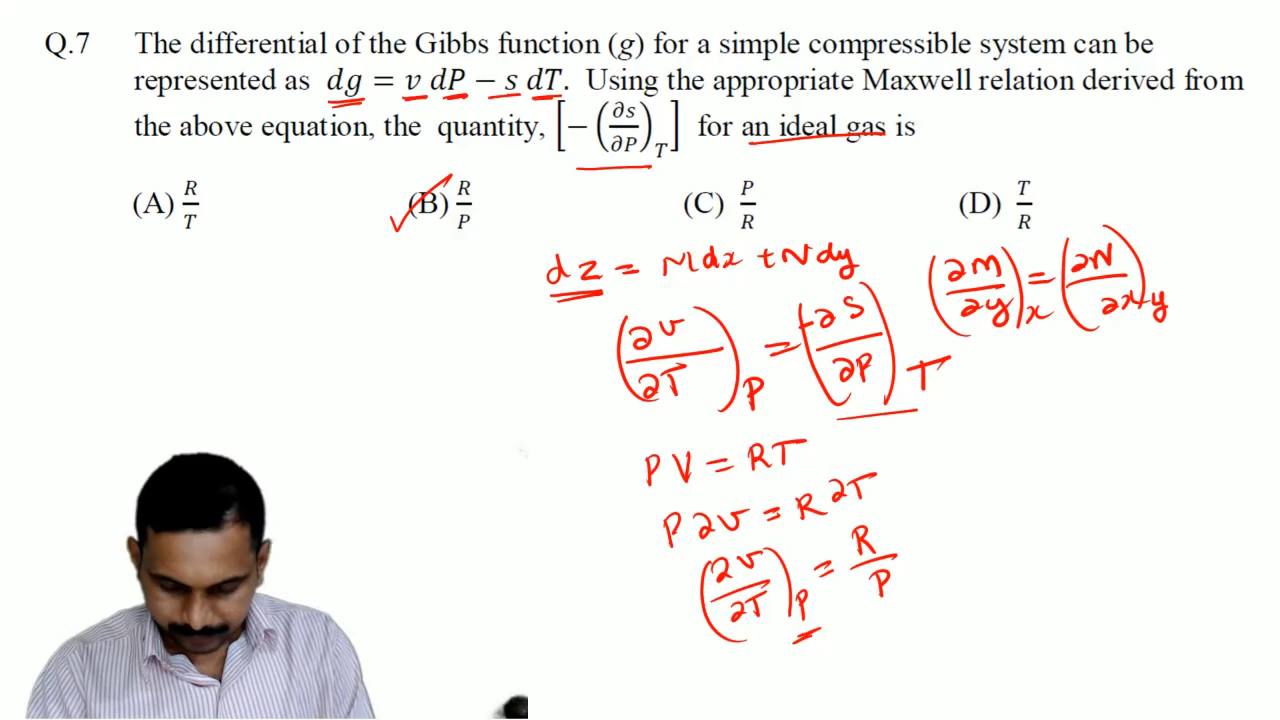 Q.7 The differential of the Gibbs function (g) for a simple compressible system can be
represented as dg = v dP − s dT. Using the appropriate Maxwell relation derived from
the above equation, the quantity, [−(∂s/∂P)_T] for an ideal gas is
(A) R/T (B) R/P (C) P/R (D) T/R
dz = Mdx + Ndy (∂M/∂y)_x = (∂N/∂x)_y
(∂v/∂T)_P = (-∂S/∂P)_T
PV = RT
P∂v = R∂T
(∂v/∂T)_P = R/P